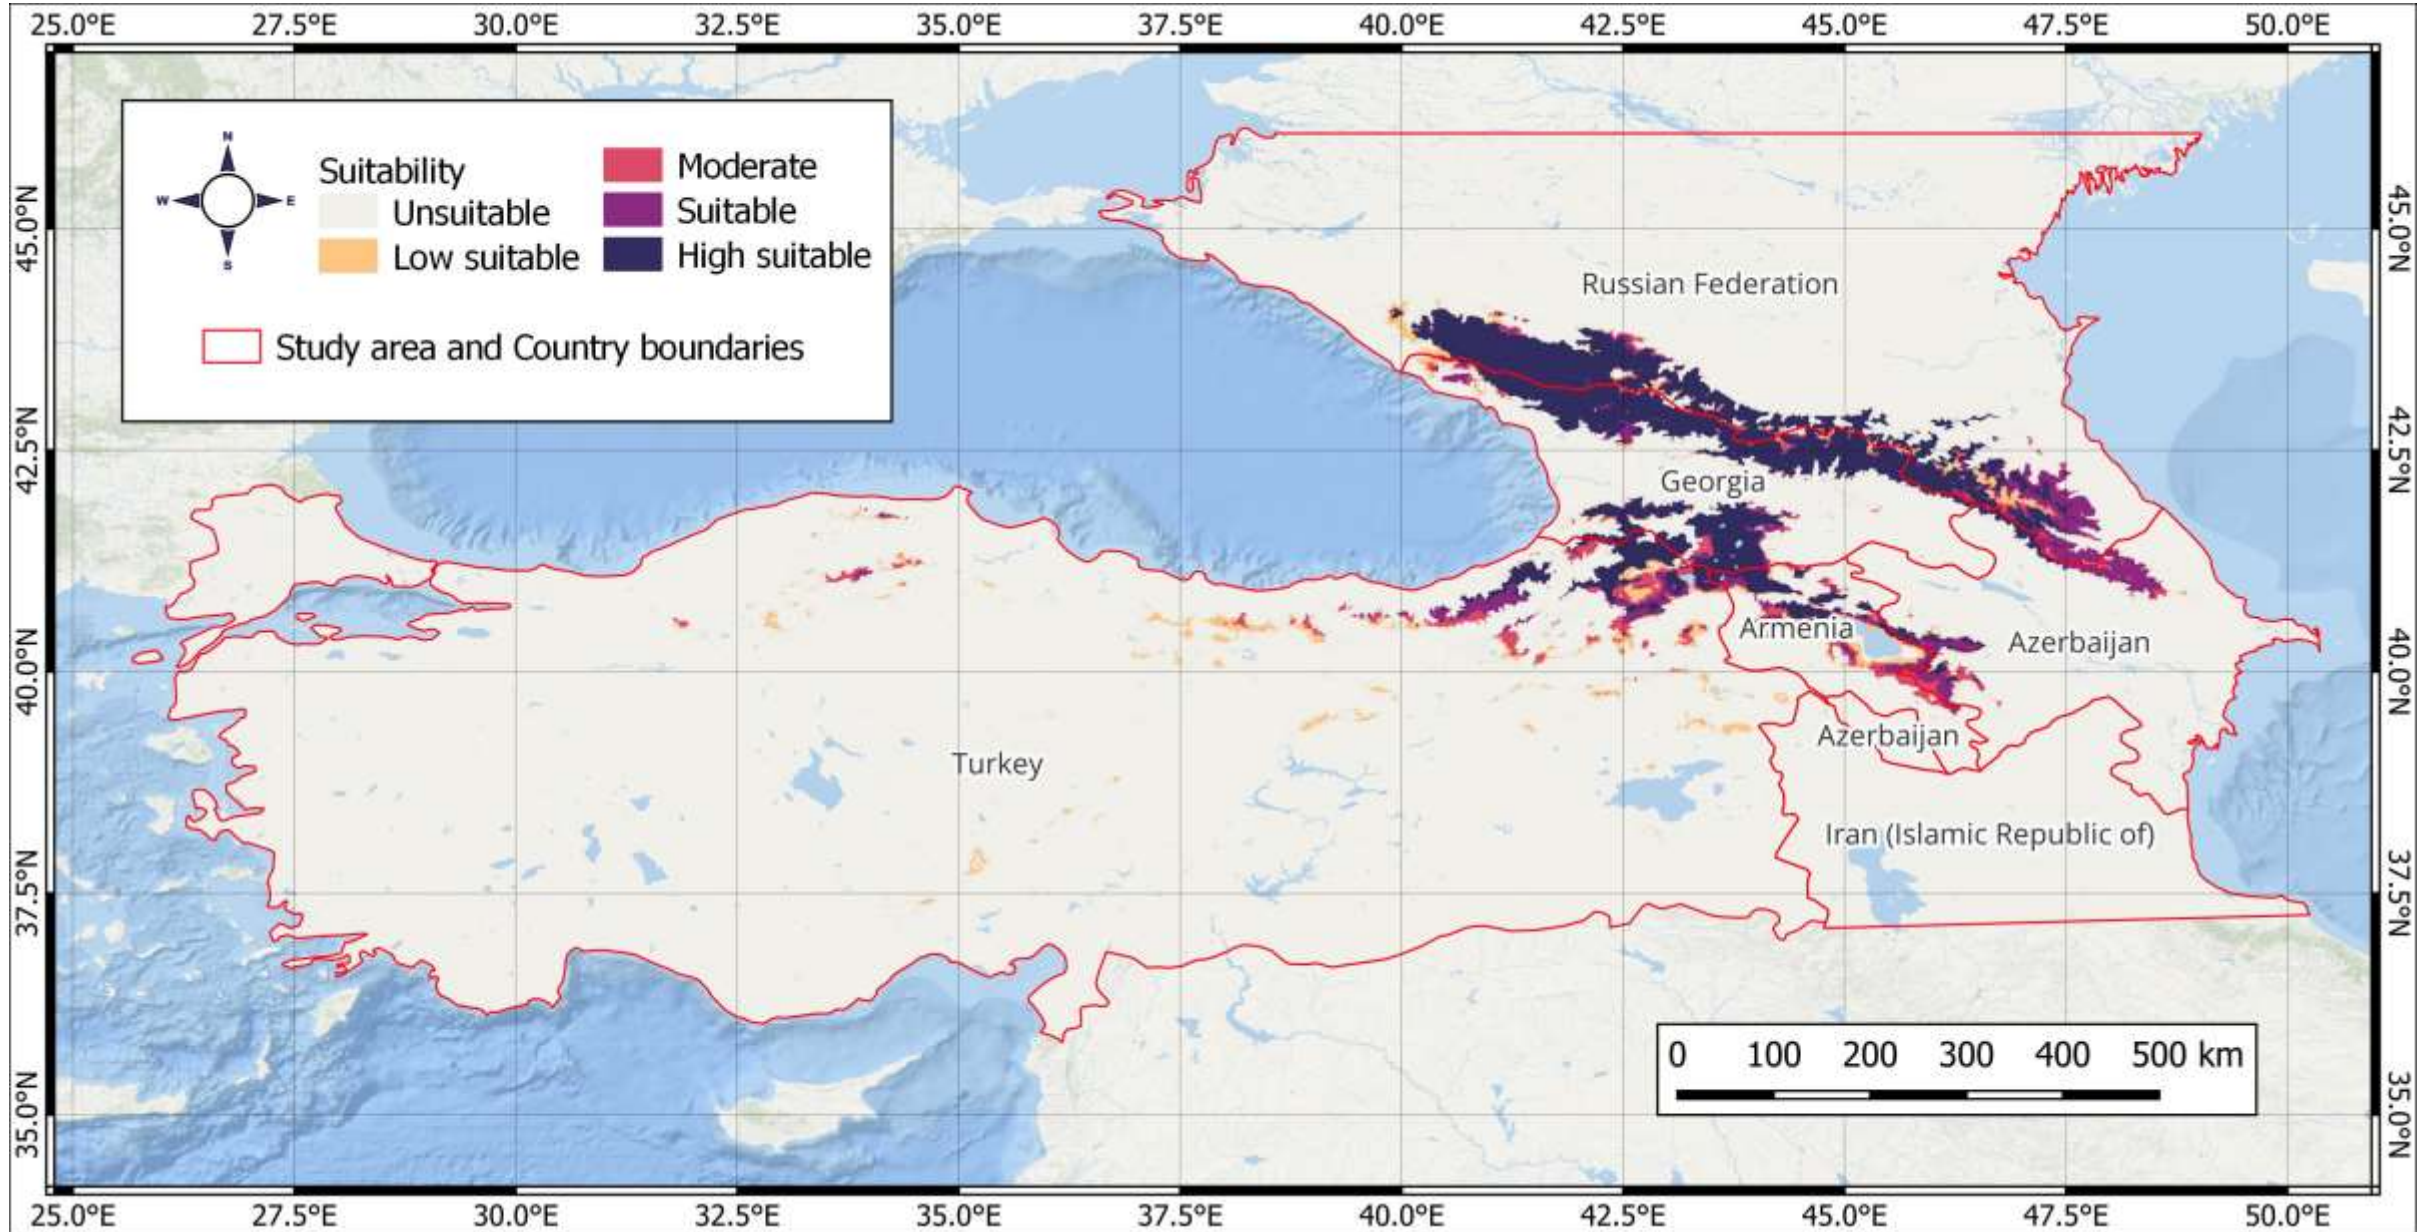 25.0°E 27.5°E 30.0°E 32.5°E 35.0°E 37.5°E 40.0°E 42.5°E 45.0°E 47.5°E 50.0°E
N
W E
S
Suitability
Unsuitable
Low suitable
Moderate
Suitable
High suitable
Study area and Country boundaries
45.0°N 45.0°N
Russian Federation
42.5°N 42.5°N
Georgia
Armenia
Azerbaijan
40.0°N 40.0°N
Azerbaijan
Turkey
Iran (Islamic Republic of)
37.5°N 37.5°N
0 100 200 300 400 500 km
35.0°N 35.0°N
25.0°E 27.5°E 30.0°E 32.5°E 35.0°E 37.5°E 40.0°E 42.5°E 45.0°E 47.5°E 50.0°E